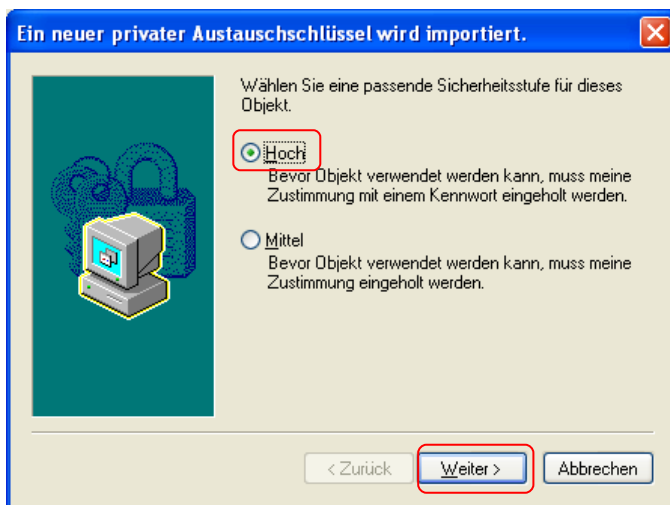 Ein neuer privater Austauschschlüssel wird importiert.
Wählen Sie eine passende Sicherheitsstufe für dieses
Objekt.
Hoch
Bevor Objekt verwendet werden kann, muss meine
Zustimmung mit einem Kennwort eingeholt werden.
Mittel
Bevor Objekt verwendet werden kann, muss meine
Zustimmung eingeholt werden.
< Zurück
Weiter >
Abbrechen